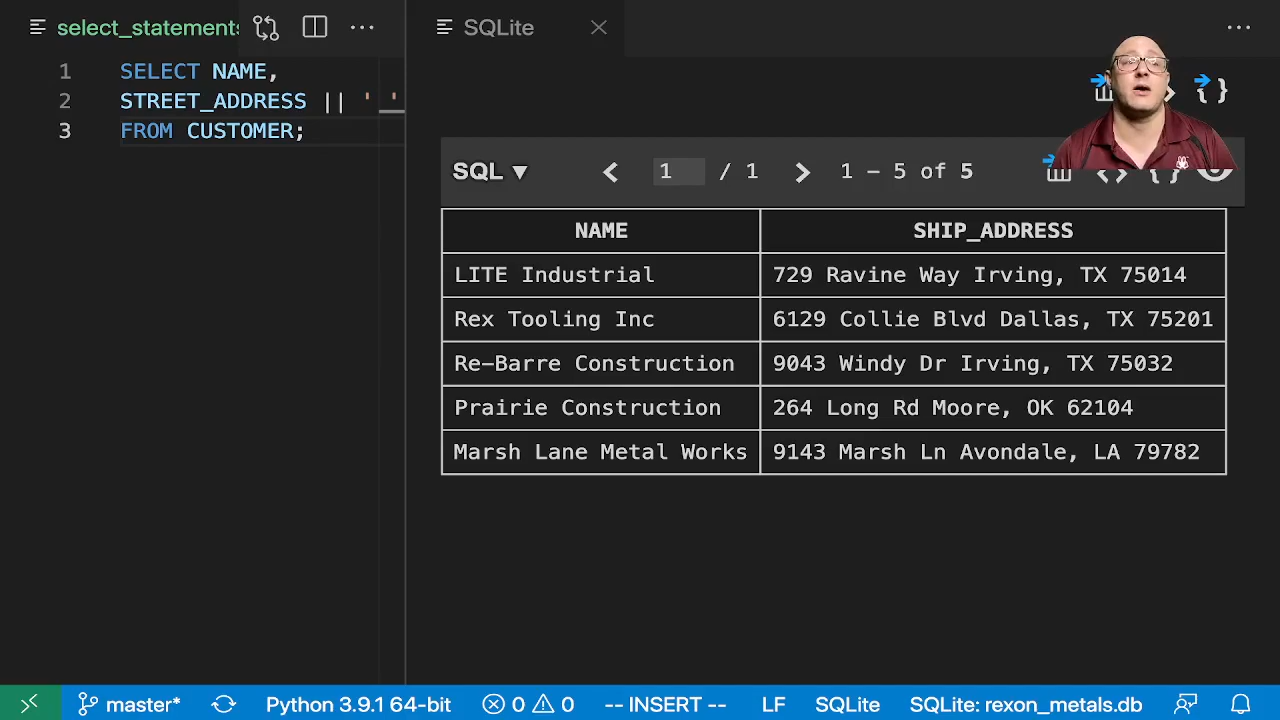 select_statements
SQLite
1 SELECT NAME,
2 STREET_ADDRESS || ' '
3 FROM CUSTOMER;
SQL ▼ < 1 / 1 > 1 – 5 of 5
NAME SHIP_ADDRESS
LITE Industrial 729 Ravine Way Irving, TX 75014
Rex Tooling Inc 6129 Collie Blvd Dallas, TX 75201
Re-Barre Construction 9043 Windy Dr Irving, TX 75032
Prairie Construction 264 Long Rd Moore, OK 62104
Marsh Lane Metal Works 9143 Marsh Ln Avondale, LA 79782
master* Python 3.9.1 64-bit 0 0 -- INSERT -- LF SQLite SQLite: rexon_metals.db